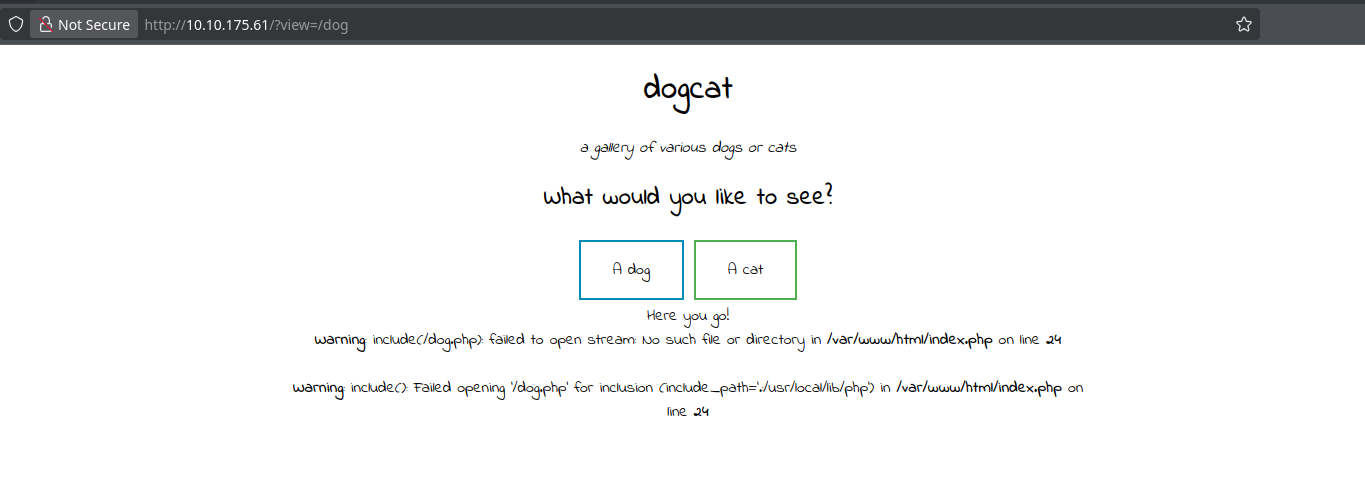 Not Secure http://10.10.175.61/?view=/dog
dogcat
a gallery of various dogs or cats
What would you like to see?
A dog A cat
Here you go!
Warning: include(/dog.php): failed to open stream: No such file or directory in /var/www/html/index.php on line 24
Warning: include(): Failed opening '/dog.php' for inclusion (include_path='.:/usr/local/lib/php') in /var/www/html/index.php on
line 24